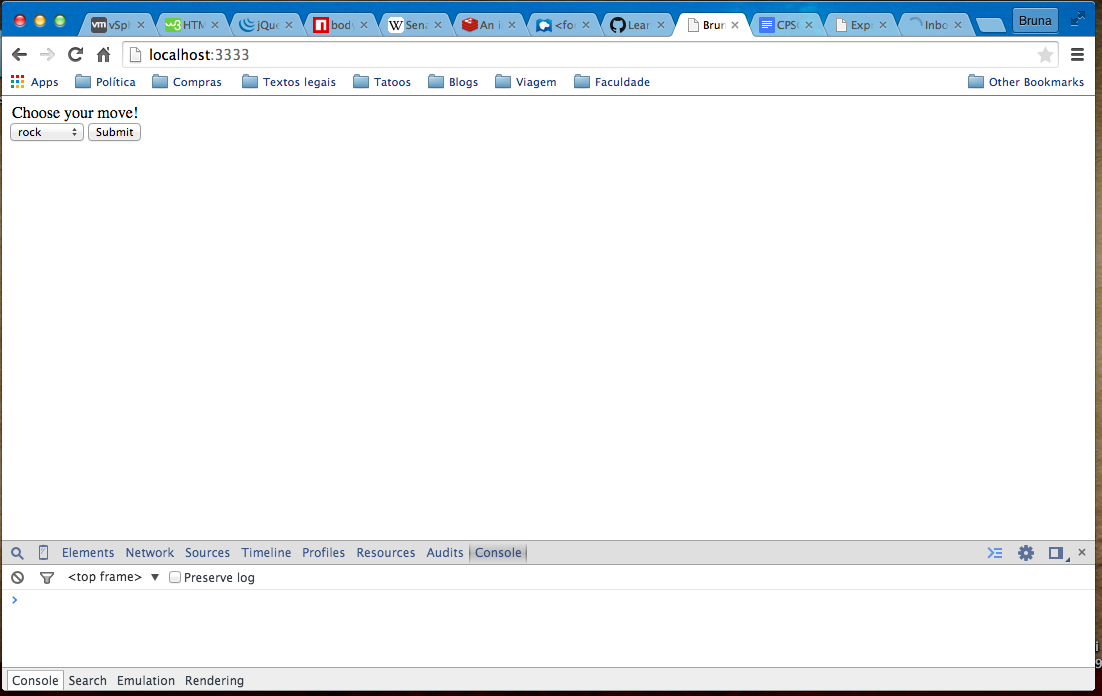 vSpl HTM jQue body Sena An i <for Lear Brun CPS Expr Inbo Bruna
localhost:3333
Apps Política Compras Textos legais Tatoos Blogs Viagem Faculdade Other Bookmarks
Choose your move!
rock Submit
Elements Network Sources Timeline Profiles Resources Audits Console
<top frame> Preserve log
Console Search Emulation Rendering